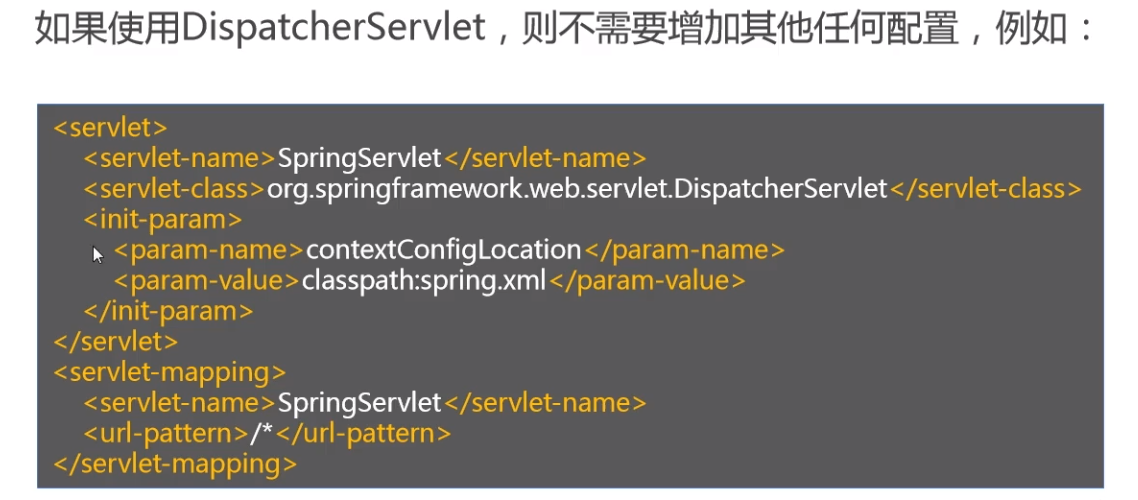 如果使用DispatcherServlet，则不需要增加其他任何配置，例如：
<servlet>
<servlet-name>SpringServlet</servlet-name>
<servlet-class>org.springframework.web.servlet.DispatcherServlet</servlet-class>
<init-param>
<param-name>contextConfigLocation</param-name>
<param-value>classpath:spring.xml</param-value>
</init-param>
</servlet>
<servlet-mapping>
<servlet-name>SpringServlet</servlet-name>
<url-pattern>/*</url-pattern>
</servlet-mapping>